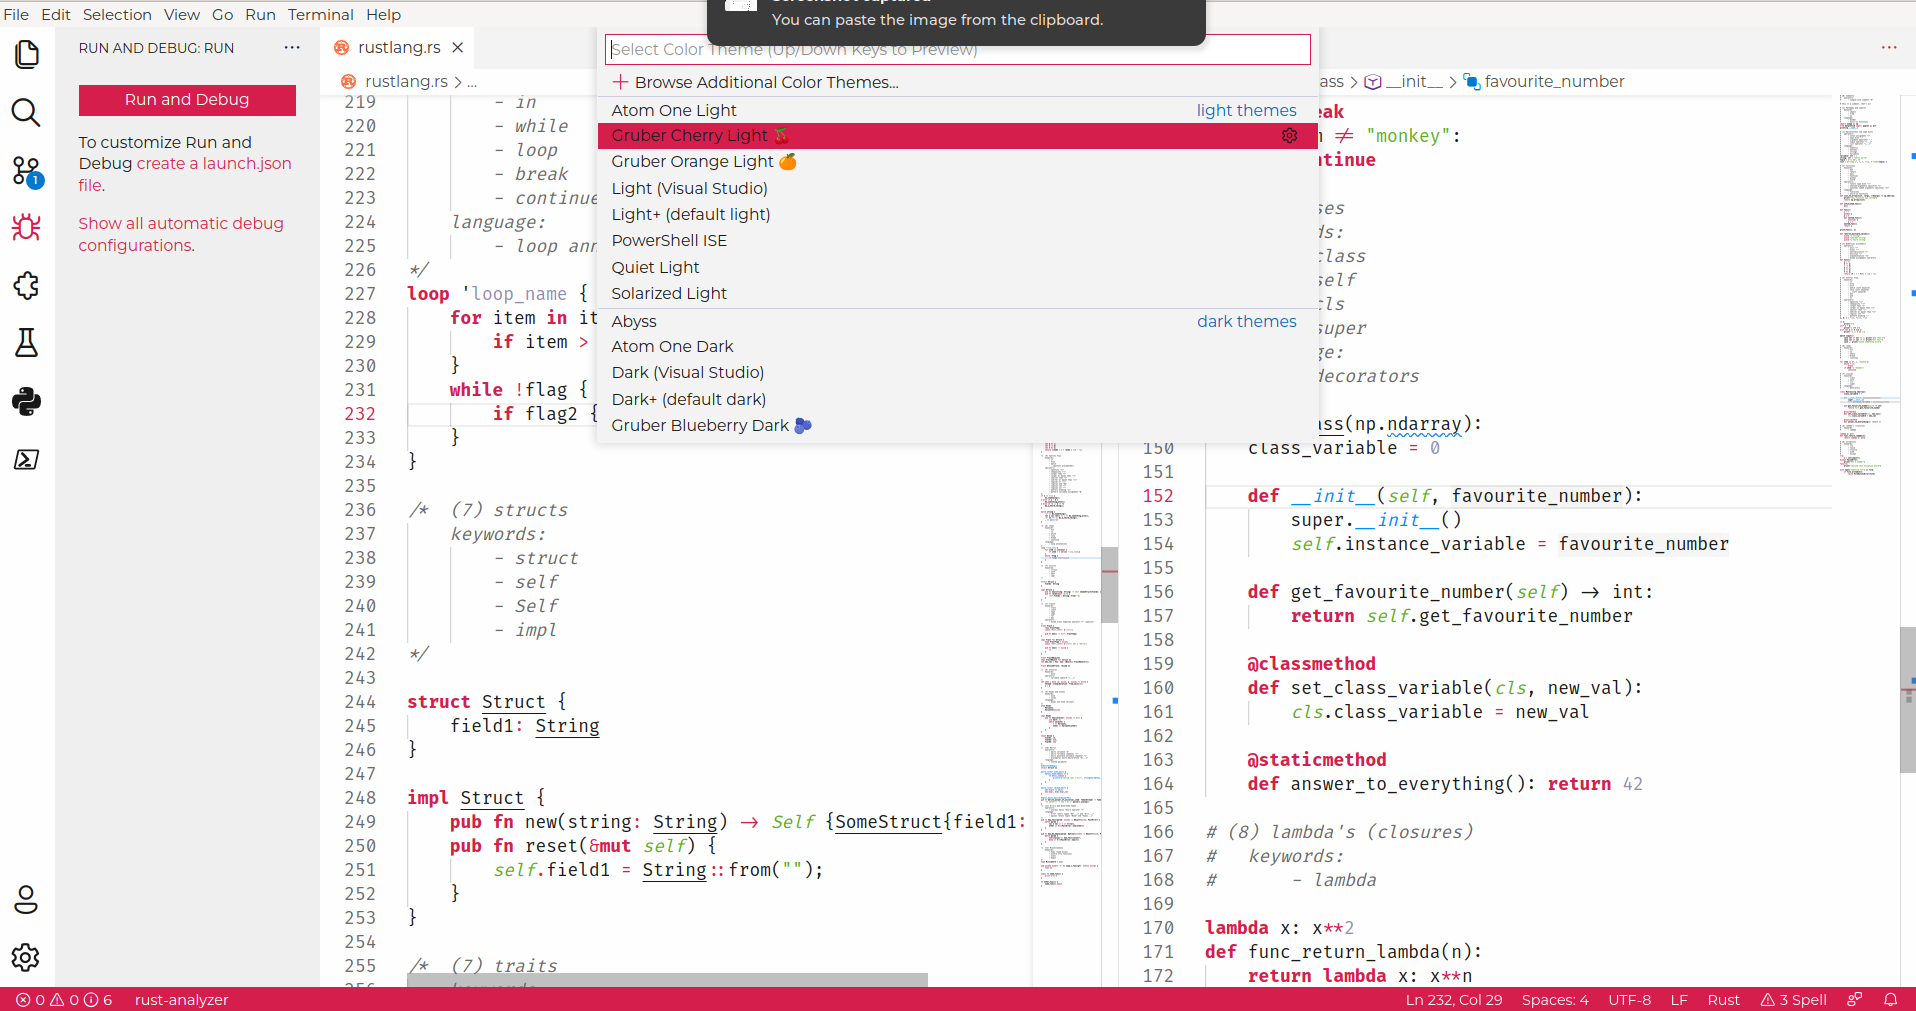 File Edit Selection View Go Run Terminal Help
You can paste the image from the clipboard.
RUN AND DEBUG: RUN
Run and Debug
To customize Run and
Debug create a launch.json
file.
Show all automatic debug
configurations.
1
rustlang.rs
rustlang.rs > ...
219 - in
220 - while
221 - loop
222 - break
223 - continue
224 language:
225 - loop ann
226 */
227 loop 'loop_name {
228 for item in it
229 if item >
230 }
231 while !flag {
232 if flag2 {
233 }
234 }
235
236 /* (7) structs
237 keywords:
238 - struct
239 - self
240 - Self
241 - impl
242 */
243
244 struct Struct {
245 field1: String
246 }
247
248 impl Struct {
249 pub fn new(string: String) -> Self {SomeStruct{field1:
250 pub fn reset(&mut self) {
251 self.field1 = String::from("");
252 }
253 }
254
255 /* (7) traits
Select Color Theme (Up/Down Keys to Preview)
Browse Additional Color Themes...
Atom One Light light themes
Gruber Cherry Light 🍒
Gruber Orange Light 🍊
Light (Visual Studio)
Light+ (default light)
PowerShell ISE
Quiet Light
Solarized Light
Abyss dark themes
Atom One Dark
Dark (Visual Studio)
Dark+ (default dark)
Gruber Blueberry Dark 🫐
ass > __init__ > favourite_number
eak
≠ "monkey":
ntinue
ses
ds:
class
self
cls
super
ge:
decorators
ass(np.ndarray):
150 class_variable = 0
151
152 def __init__(self, favourite_number):
153 super.__init__()
154 self.instance_variable = favourite_number
155
156 def get_favourite_number(self) -> int:
157 return self.get_favourite_number
158
159 @classmethod
160 def set_class_variable(cls, new_val):
161 cls.class_variable = new_val
162
163 @staticmethod
164 def answer_to_everything(): return 42
165
166 # (8) lambda's (closures)
167 # keywords:
168 # - lambda
169
170 lambda x: x**2
171 def func_return_lambda(n):
172 return lambda x: x**n
0 0 6 rust-analyzer
Ln 232, Col 29 Spaces: 4 UTF-8 LF Rust 3 Spell